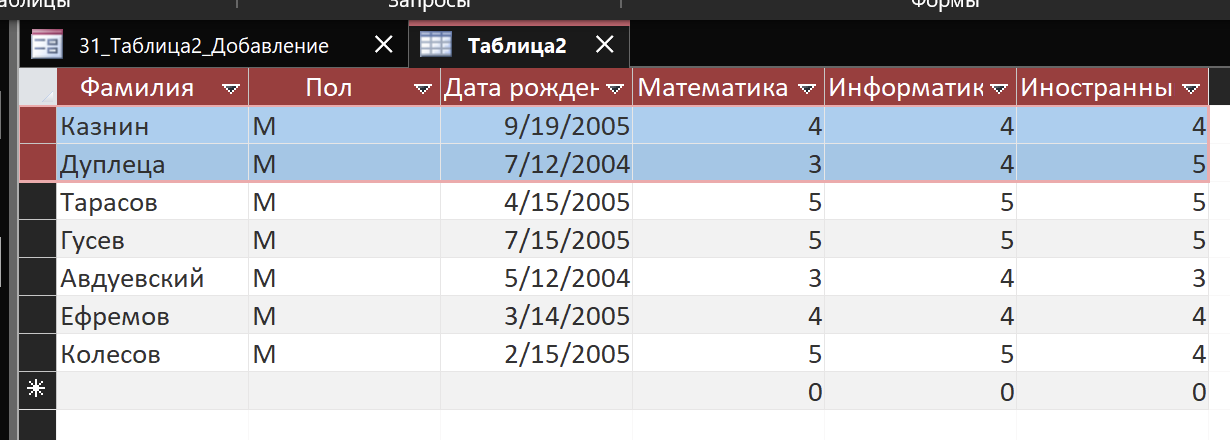 Запросы
Формы
31_Таблица2_Добавление
Таблица2
Фамилия Пол Дата рожден Математика Информатик Иностранны
Казнин М 9/19/2005 4 4 4
Дуплеца М 7/12/2004 3 4 5
Тарасов М 4/15/2005 5 5 5
Гусев М 7/15/2005 5 5 5
Авдуевский М 5/12/2004 3 4 3
Ефремов М 3/14/2005 4 4 4
Колесов М 2/15/2005 5 5 4
0 0 0